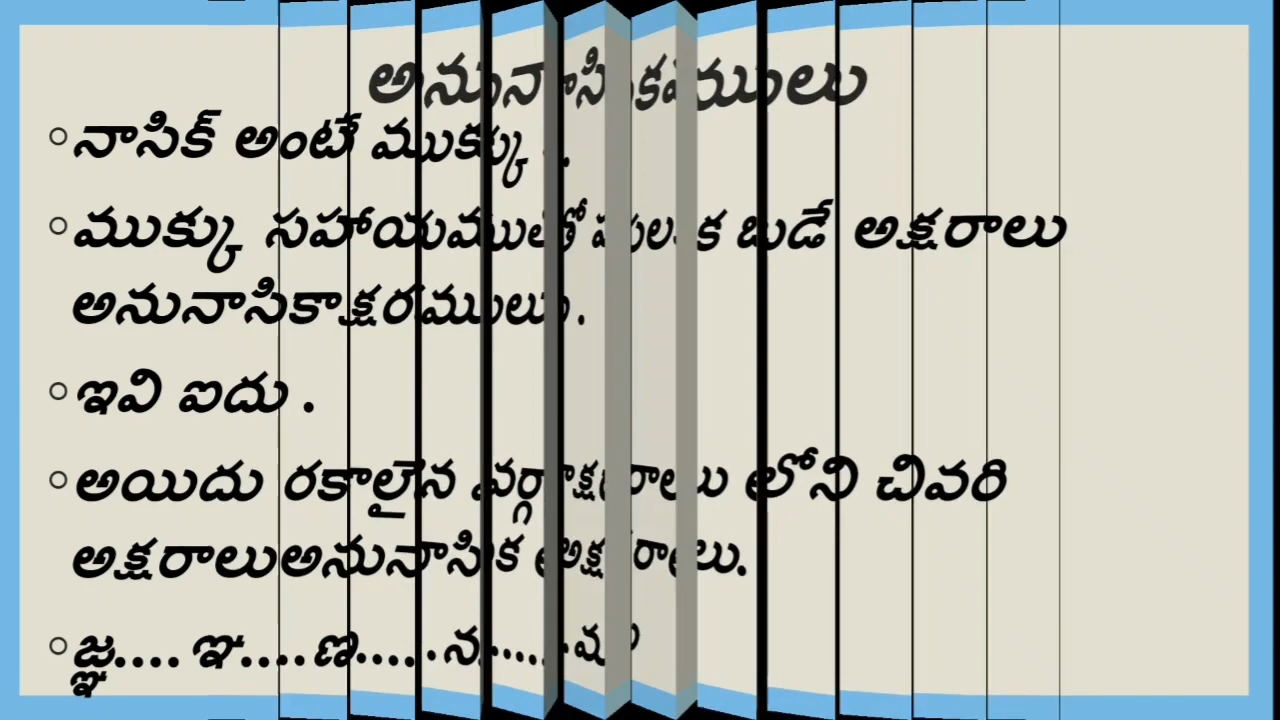 అనునాసికములు
నాసిక్ అంటే ముక్కు .
ముక్కు సహాయముతో పలుక బడే అక్షరాలు
అనునాసికాక్షరములు.
ఇవి ఐదు .
అయిదు రకాలైన వర్గాక్షరాలు లోని చివరి
అక్షరాలుఅనునాసిక అక్షరాలు.
జ్ఞ.... ఞ....ణ......న......మ